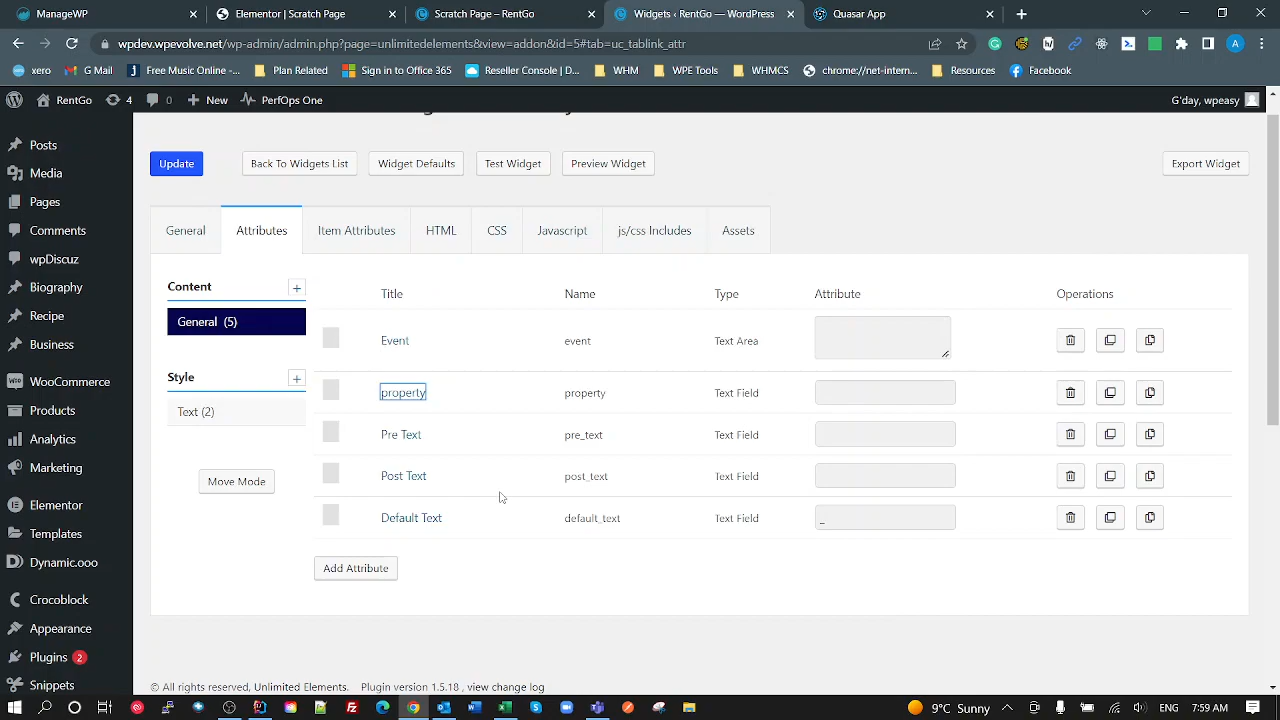 ManageWP
Elementor | ScratchWP
Scratch Page – RentGo
Widgets ‹ RentGo — WordPress
Quasar App
wpdev.wpevolve.net/wp-admin/admin.php?page=unlimitedelements&view=addon&id=5#tab=uc_tablink_attr
xero
G Mail
Free Music Onlin - ...
Plan Related
Sign in to Office 365
Reseller Console | D...
WHM
WPE Tools
WHMCS
chrome://net-intern...
Resources
Facebook
RentGo
4
0
New
PerfOps One
G'day, wpeasy
Posts
Media
Pages
Comments
wpDiscuz
Biography
Recipe
Business
WooCommerce
Products
Analytics
Marketing
Elementor
Templates
Dynamic.ooo
Crocoblock
Appearance
Plugins 2
Snippets
Update
Back To Widgets List
Widget Defaults
Test Widget
Preview Widget
Export Widget
General
Attributes
Item Attributes
HTML
CSS
Javascript
js/css Includes
Assets
Content
+
General (5)
Style
+
Text (2)
Move Mode
Title Name Type Attribute Operations
Event event Text Area
property property Text Field
Pre Text pre_text Text Field
Post Text post_text Text Field
Default Text default_text Text Field _
Add Attribute
© All rights reserved, Unlimited Elements. Plugin version 1.5.18 , view change log
9°C Sunny
7:59 AM